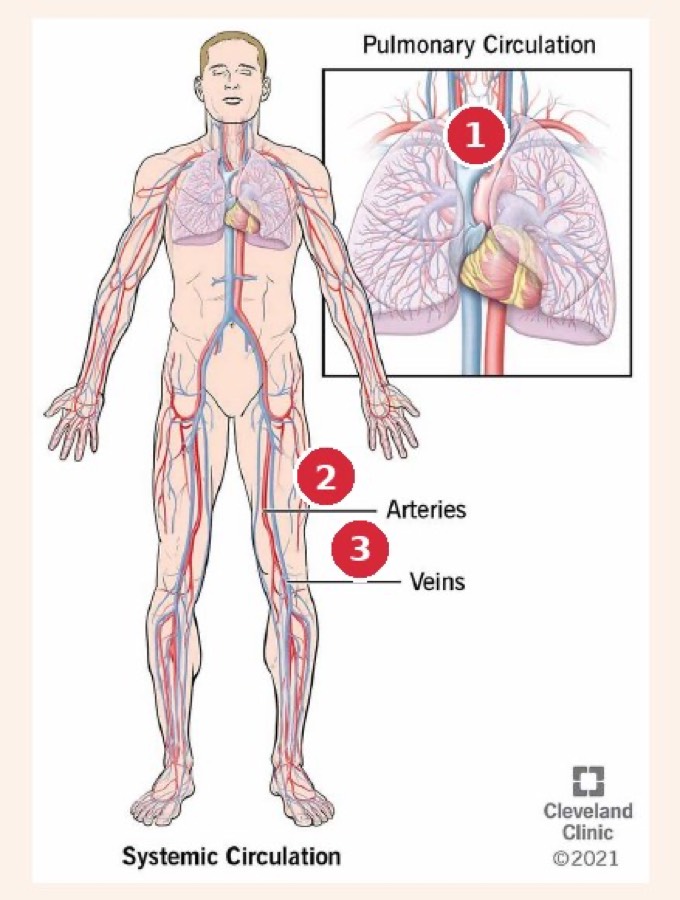 Pulmonary Circulation
1
2
Arteries
3
Veins
Systemic Circulation
Cleveland
Clinic
©2021